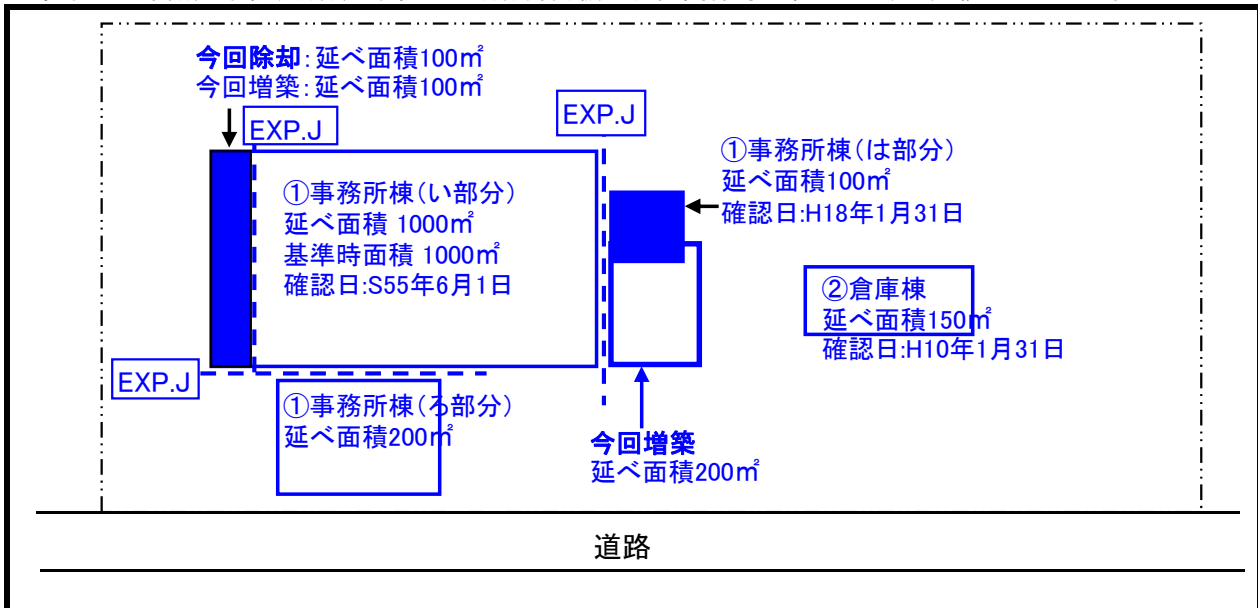 今回除却:延べ面積100㎡
今回増築:延べ面積100㎡
EXP.J
EXP.J
①事務所棟(い部分)
延べ面積 1000㎡
基準時面積 1000㎡
確認日:S55年6月1日
①事務所棟(は部分)
延べ面積100㎡
確認日:H18年1月31日
②倉庫棟
延べ面積150㎡
確認日:H10年1月31日
EXP.J
①事務所棟(ろ部分)
延べ面積200㎡
今回増築
延べ面積200㎡
道路